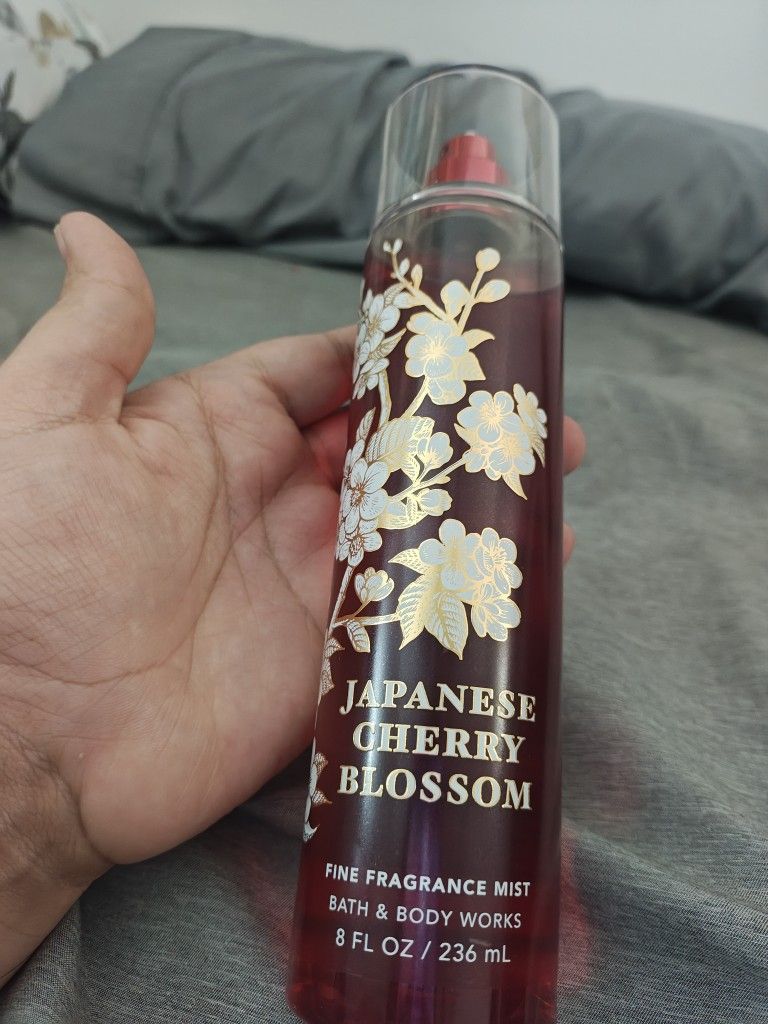 JAPANESE
CHERRY
BLOSSOM
FINE FRAGRANCE MIST
BATH & BODY WORKS
8 FL OZ / 236 mL